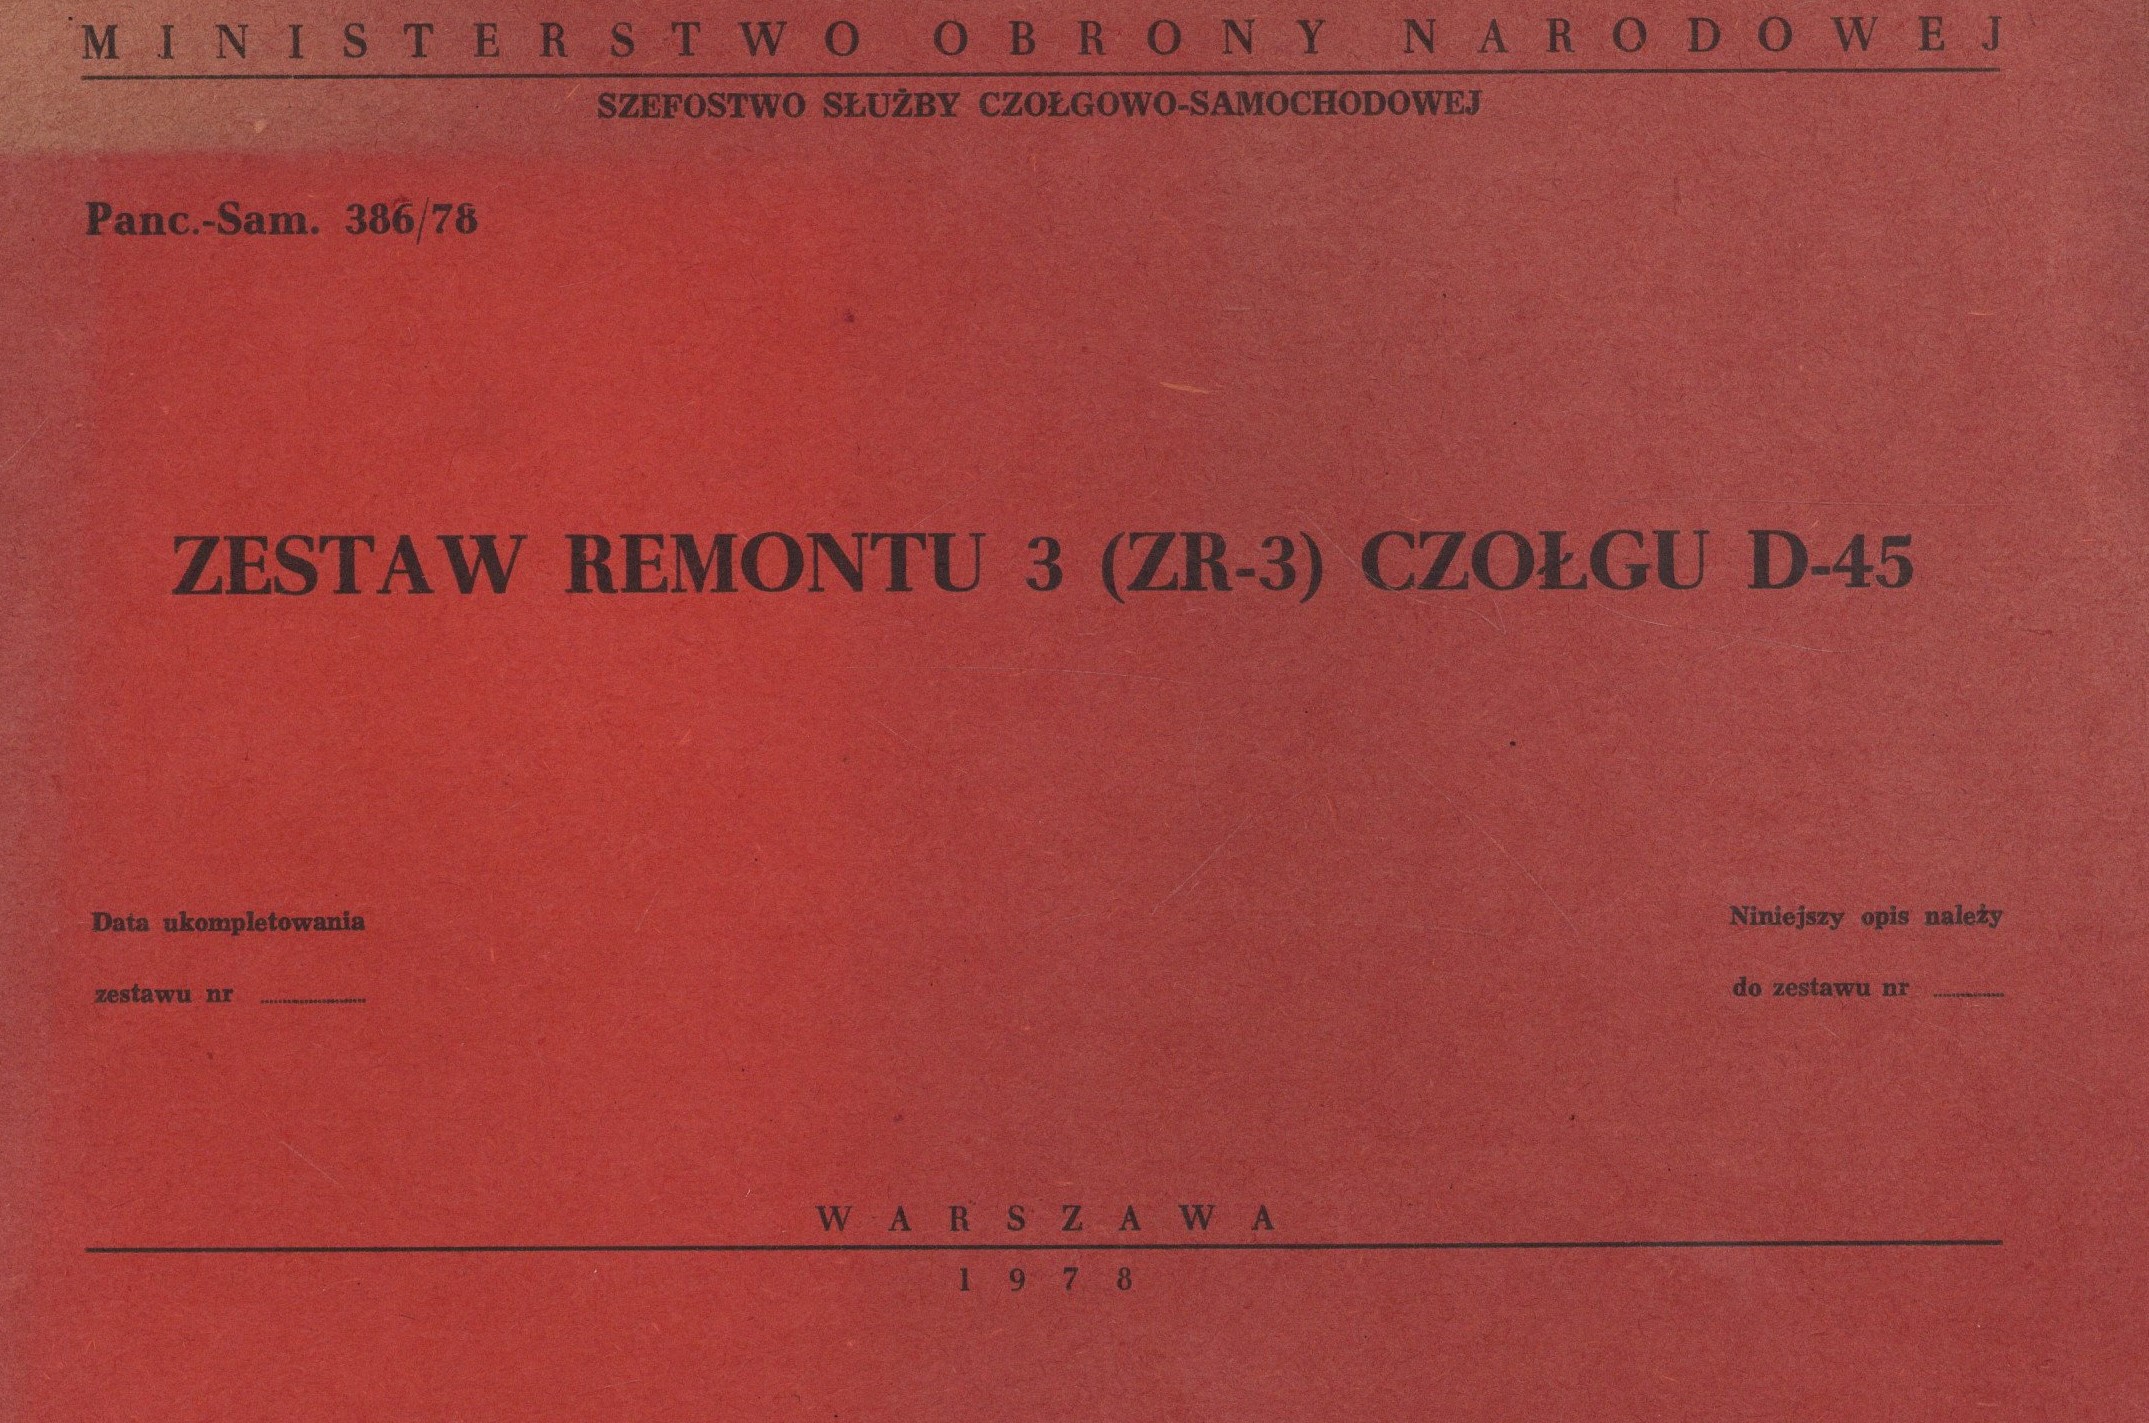 MINISTERSTWO OBRONY NARODOWEJ
SZEFOSTWO SŁUŻBY CZOŁGOWO-SAMOCHODOWEJ
Panc.-Sam. 386/78
ZESTAW REMONTU 3 (ZR-3) CZOŁGU D-45
Data ukompletowania
zestawu nr ............
Niniejszy opis należy
do zestawu nr ............
WARSZAWA
1978